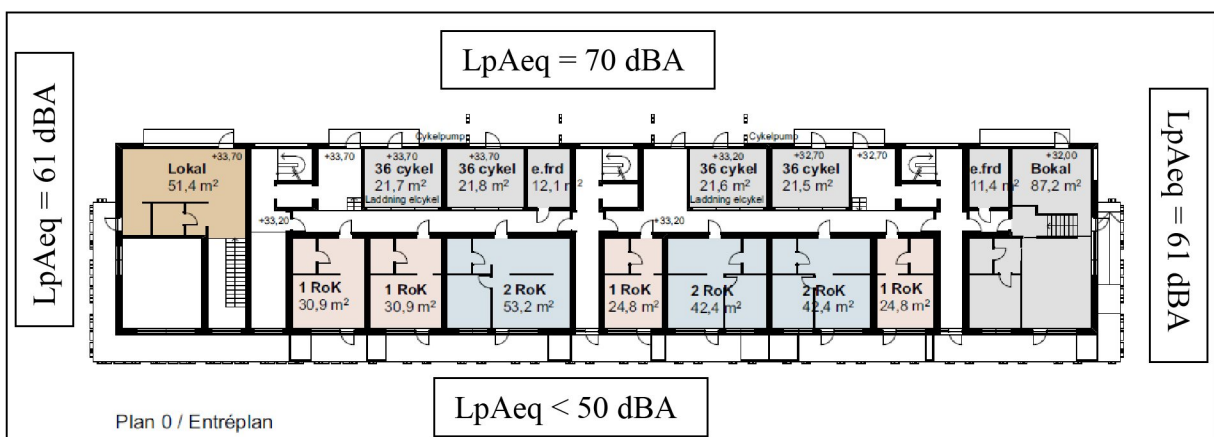 LpAeq = 70 dBA
LpAeq = 61 dBA
LpAeq = 61 dBA
Cykelpump
Cykelpump
+33,70
Lokal
51,4 m²
+33,70
+33,70
36 cykel
21,7 m²
Laddning elcykel
+33,70
36 cykel
21,8 m²
e.frd
12,1 m²
+33,20
36 cykel
21,6 m²
Laddning elcykel
+32,70
36 cykel
21,5 m²
+32,70
e.frd
11,4 m²
+32,00
Bokal
87,2 m²
+33,20
+33,20
1 RoK
30,9 m²
1 RoK
30,9 m²
2 RoK
53,2 m²
1 RoK
24,8 m²
2 RoK
42,4 m²
2 RoK
42,4 m²
1 RoK
24,8 m²
LpAeq < 50 dBA
Plan 0 / Entréplan